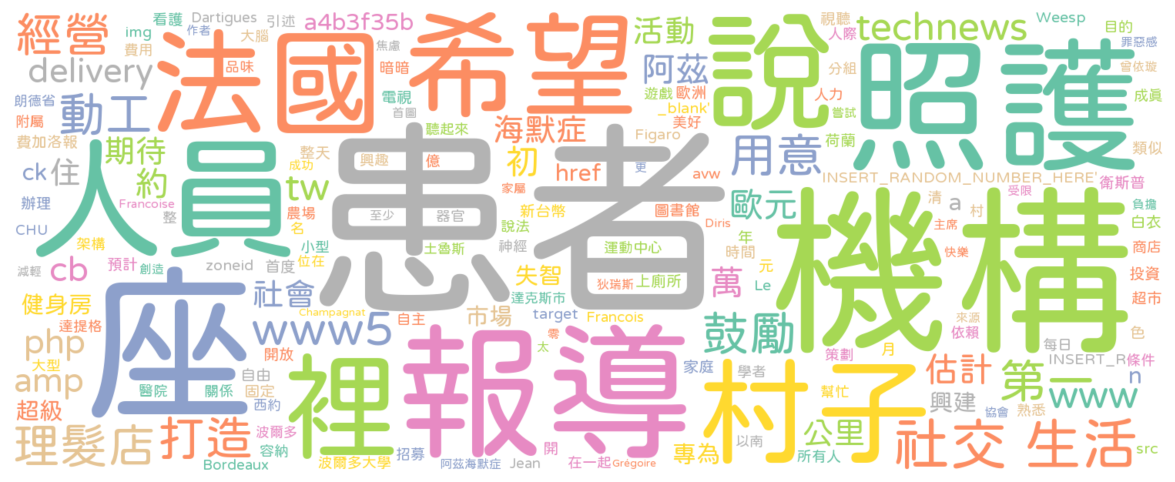 經營
img
看護
Dartigues
引述
a4b3f35b
活動
視聽
人際
technews
Weesp
目的
罪惡感
費用
作者
大腦
焦慮
delivery
品味
法國
希望
暗暗
說
照護
阿茲
分組
曾依璇
朗德省
附屬
動工
電視
首圖
遊戲
歐洲
_blank'
美好
人力
嘗試
成真
費加洛報
期待
整天
成功
聽起來
海默症
Figaro
用意
荷蘭
類似
人員
患者
興趣
億
家屬
初
href
更
avw
INSERT_RANDOM_NUMBER_HERE'
衛斯普
受限
ck
住
約
tw
辦理
Francoise
整
農場
名
至少
器官
新台幣
圖書館
Diris
歐元
清
a
村
負擔
白衣
CHU
架構
小型
位在
土魯斯
說法
神經
運動中心
年
時間
主席
機構
商店
減輕
cb
預計
創造
zoneid
首度
失智
狄瑞斯
上廁所
萬
元
Le
快樂
投資
座
社會
達克斯市
健身房
達提格
Champagnat
target
Francois
來源
超市
www5
自主
市場
零
太
鼓勵
依賴
色
php
大型
開放
裡
報導
家庭
策劃
月
每日
INSERT_R
條件
amp
醫院
關係
自由
固定
西約
村子
學者
幫忙
估計
興建
第一
www
n
協會
超級
理髮店
打造
波爾多
容納
Bordeaux
波爾多大學
招募
阿茲海默症
Jean
開
在一起
Grégoire
專為
以南
公里
所有人
熟悉
社交
生活
src